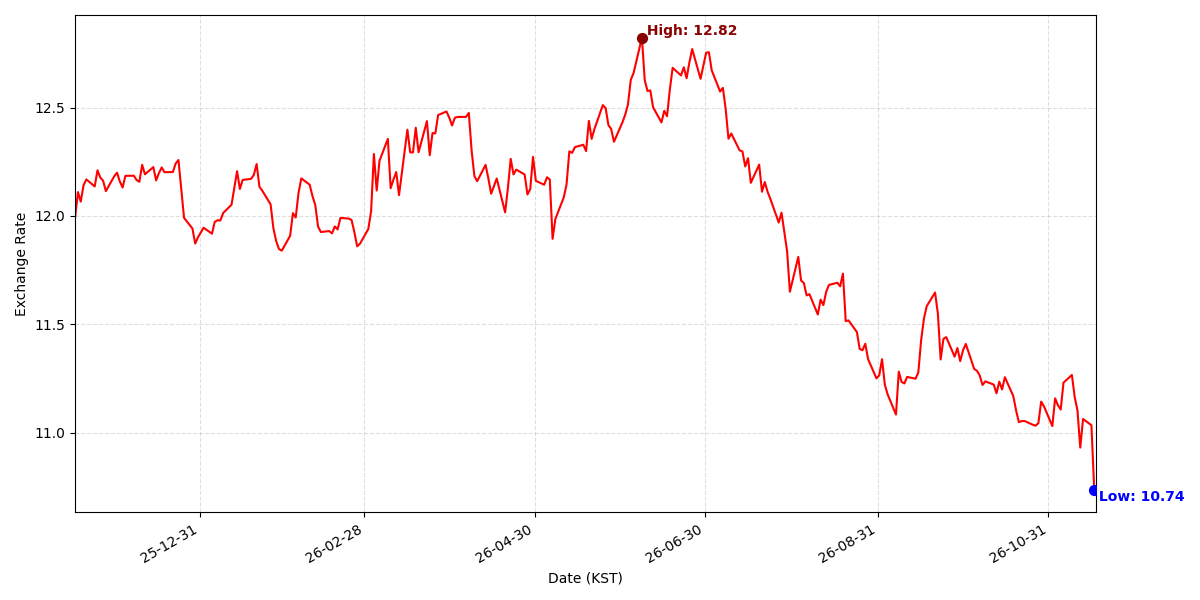 High: 12.82
12.5
12.0
11.5
11.0
Exchange Rate
Low: 10.74
25-12-31
26-02-28
26-04-30
26-06-30
26-08-31
26-10-31
Date (KST)